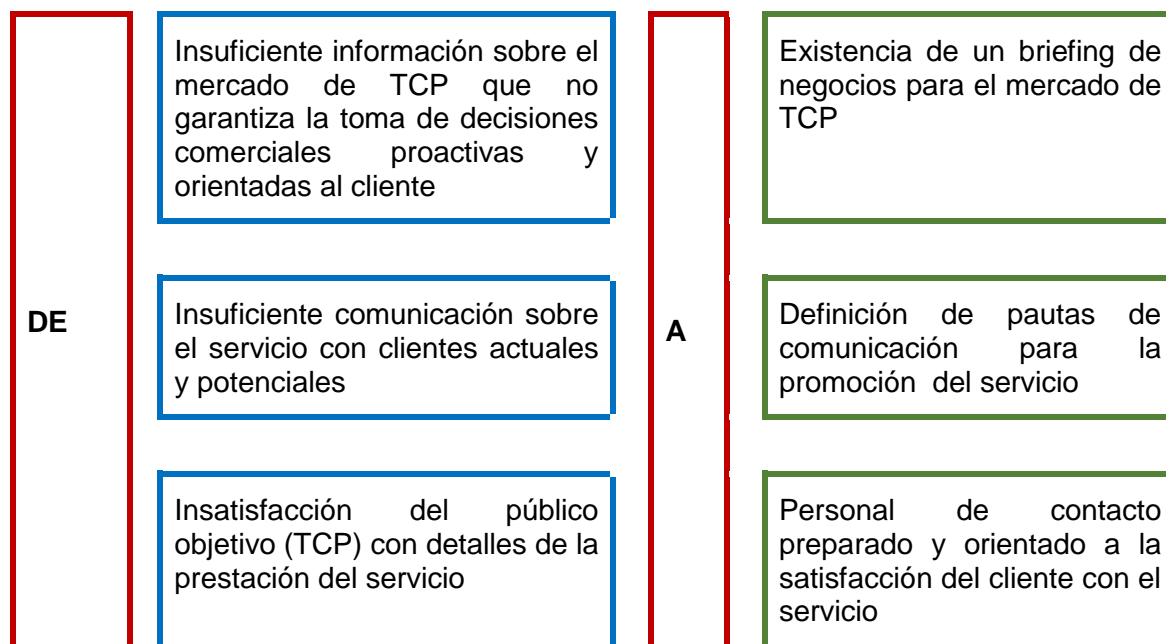 Insuficiente información sobre el
mercado de TCP que no
garantiza la toma de decisiones
comerciales proactivas y
orientadas al cliente
Existencia de un briefing de
negocios para el mercado de
TCP
DE
Insuficiente comunicación sobre
el servicio con clientes actuales
y potenciales
A
Definición de pautas de
comunicación para la
promoción del servicio
Insatisfacción del público
objetivo (TCP) con detalles de la
prestación del servicio
Personal de contacto
preparado y orientado a la
satisfacción del cliente con el
servicio